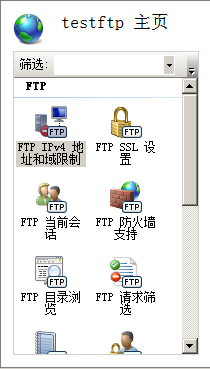 testftp 主页
筛选:
FTP
FTP IPv4 地
址和域限制
FTP SSL 设
置
FTP 当前会
话
FTP 防火墙
支持
FTP 目录浏
览
FTP 请求筛
选
FTP
FTP
FTP
FTP
FTP
FTP